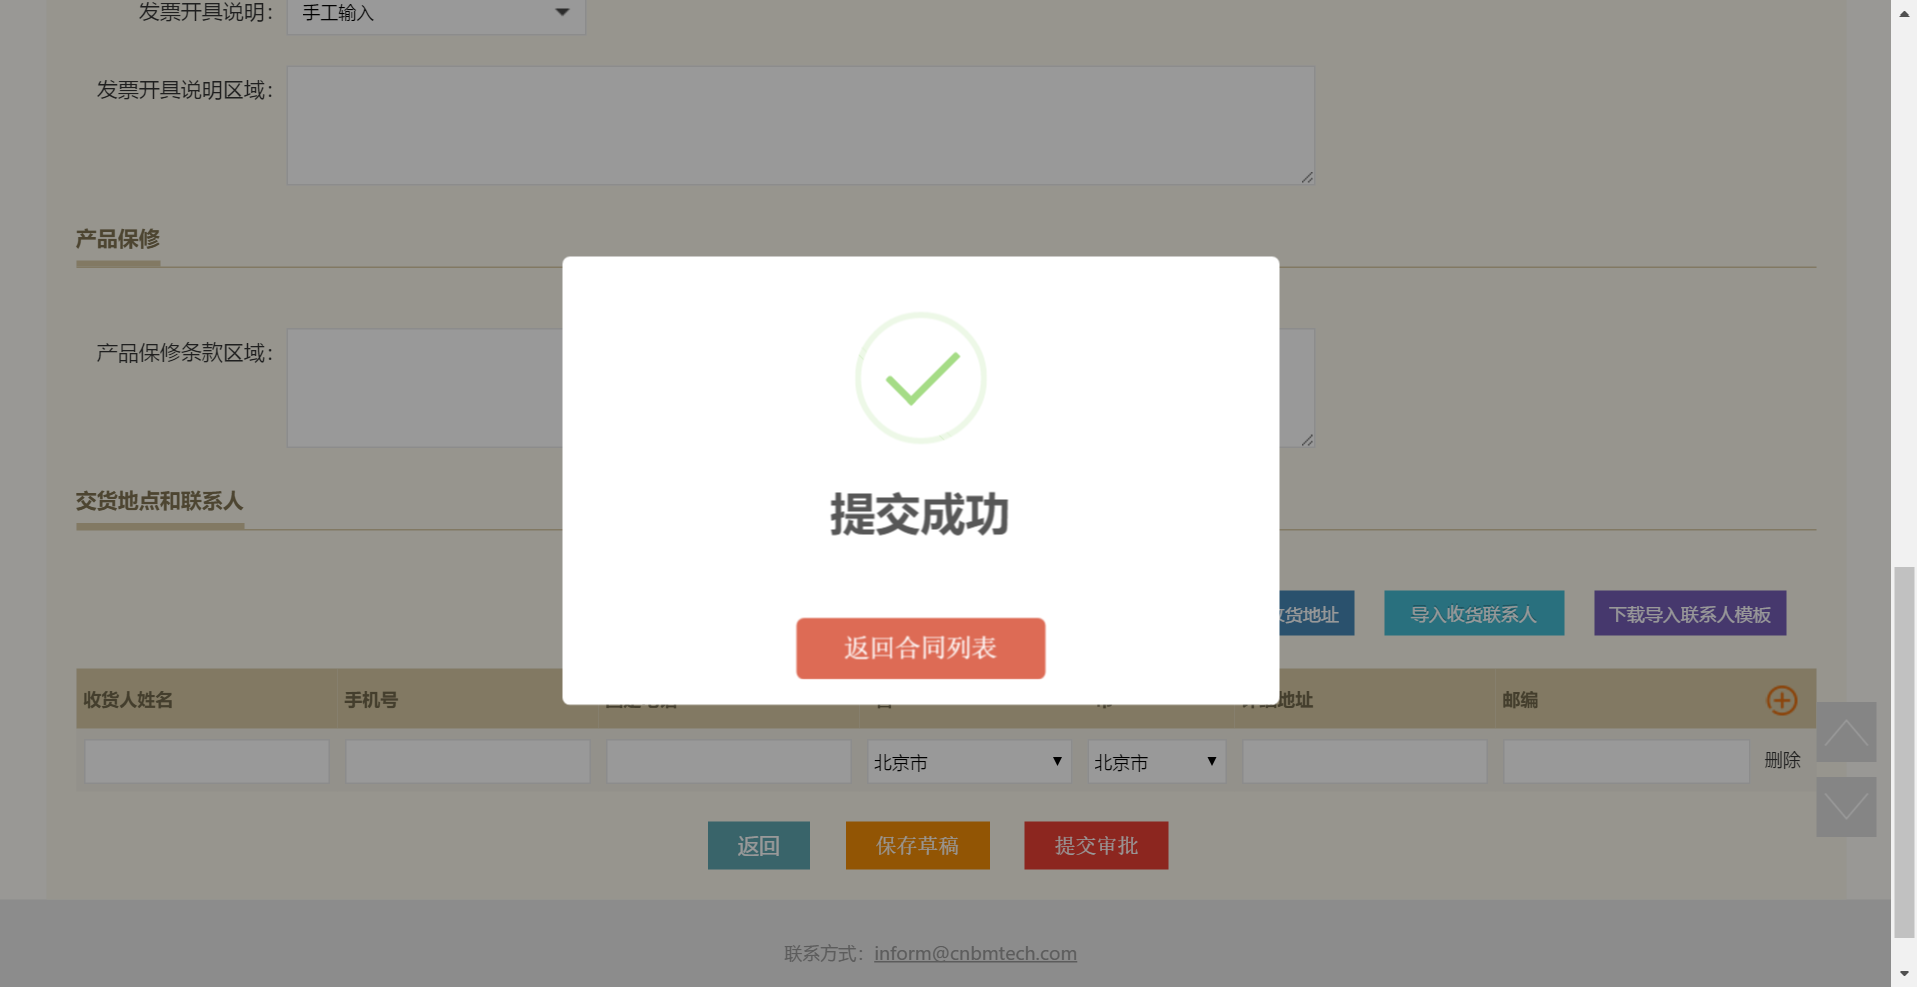 发票开具说明：
手工输入
发票开具说明区域：
产品保修
产品保修条款区域：
提交成功
返回合同列表
交货地点和联系人
收货地址
导入收货联系人
下载导入联系人模板
收货人姓名
手机号
地址
邮编
北京市
北京市
删除
返回
保存草稿
提交审批
联系方式：inform@cnbmtech.com